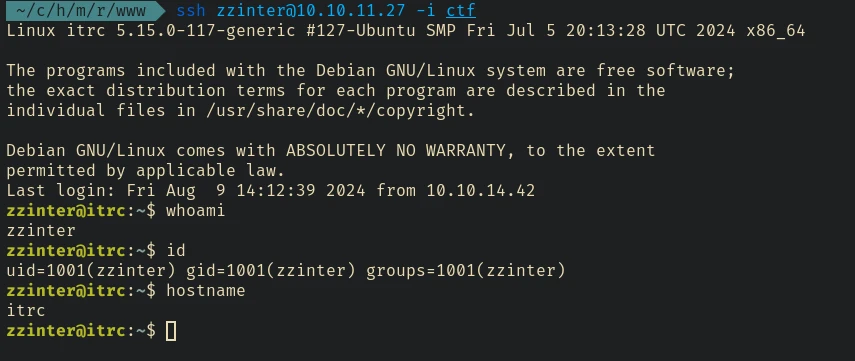 ~/c/h/m/r/www ssh zzinter@10.10.11.27 -i ctf
Linux itrc 5.15.0-117-generic #127-Ubuntu SMP Fri Jul 5 20:13:28 UTC 2024 x86_64

The programs included with the Debian GNU/Linux system are free software;
the exact distribution terms for each program are described in the
individual files in /usr/share/doc/*/copyright.

Debian GNU/Linux comes with ABSOLUTELY NO WARRANTY, to the extent
permitted by applicable law.
Last login: Fri Aug  9 14:12:39 2024 from 10.10.14.42
zzinter@itrc:~$ whoami
zzinter
zzinter@itrc:~$ id
uid=1001(zzinter) gid=1001(zzinter) groups=1001(zzinter)
zzinter@itrc:~$ hostname
itrc
zzinter@itrc:~$